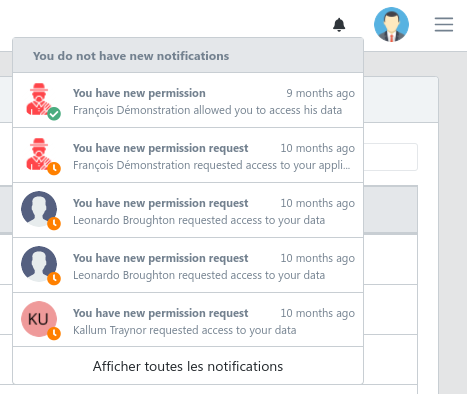 You do not have new notifications
You have new permission 9 months ago
François Démonstration allowed you to access his data
You have new permission request 10 months ago
François Démonstration requested access to your appli...
You have new permission request 10 months ago
Leonardo Broughton requested access to your data
You have new permission request 10 months ago
Leonardo Broughton requested access to your data
KU
You have new permission request 10 months ago
Kallum Traynor requested access to your data
Afficher toutes les notifications